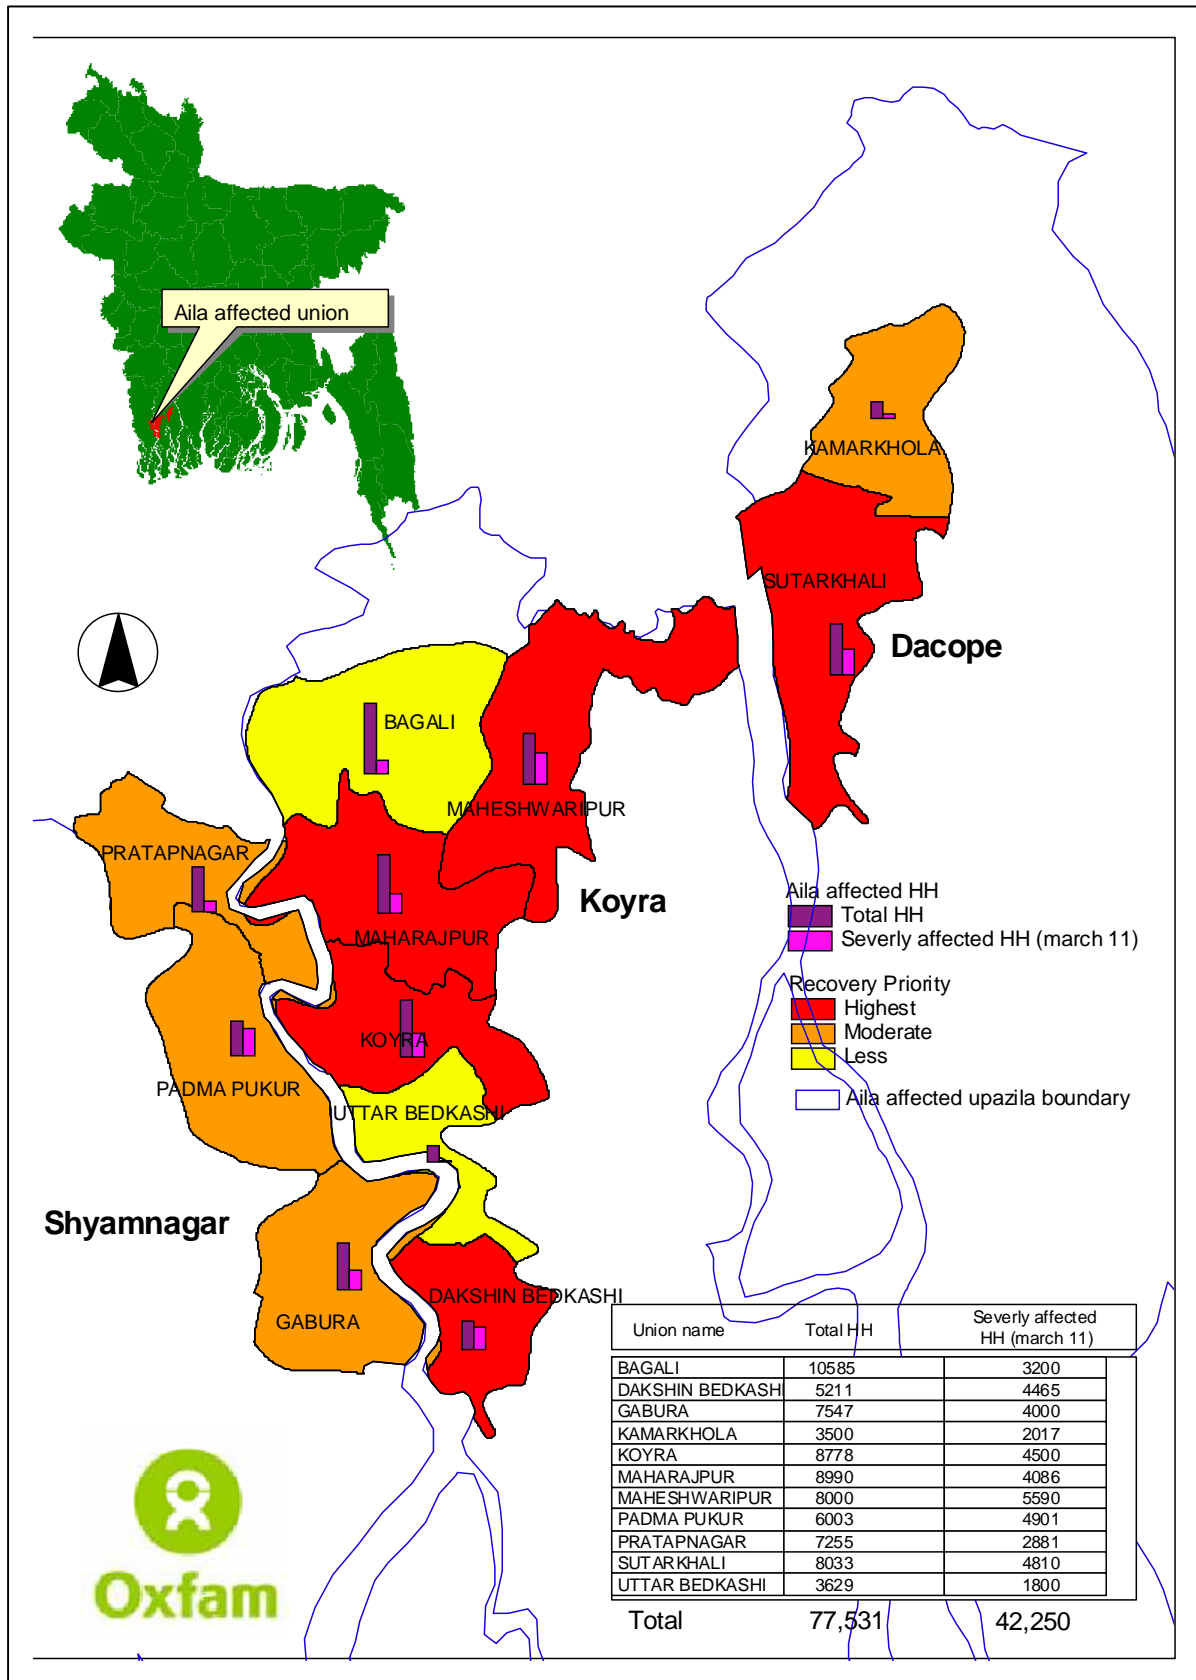 Aila affected union
KAMARKHOLA
SUTARKHALI
Dacope
BAGALI
MAHESHWARIPUR
PRATAPNAGAR
Koyra
MAHARAJPUR
KOYRA
PADMA PUKUR
UTTAR BEDKASHI
Shyamnagar
DAKSHIN BEDKASHI
GABURA
Aila affected HH
Total HH
Severly affected HH (march 11)
Recovery Priority
Highest
Moderate
Less
Aila affected upazila boundary
Union name Total HH Severly affected HH (march 11)
BAGALI 10585 3200
DAKSHIN BEDKASHI 5211 4465
GABURA 7547 4000
KAMARKHOLA 3500 2017
KOYRA 8778 4500
MAHARAJPUR 8990 4086
MAHESHWARIPUR 8000 5590
PADMA PUKUR 6003 4901
PRATAPNAGAR 7255 2881
SUTARKHALI 8033 4810
UTTAR BEDKASHI 3629 1800
Total 77,531 42,250
Oxfam